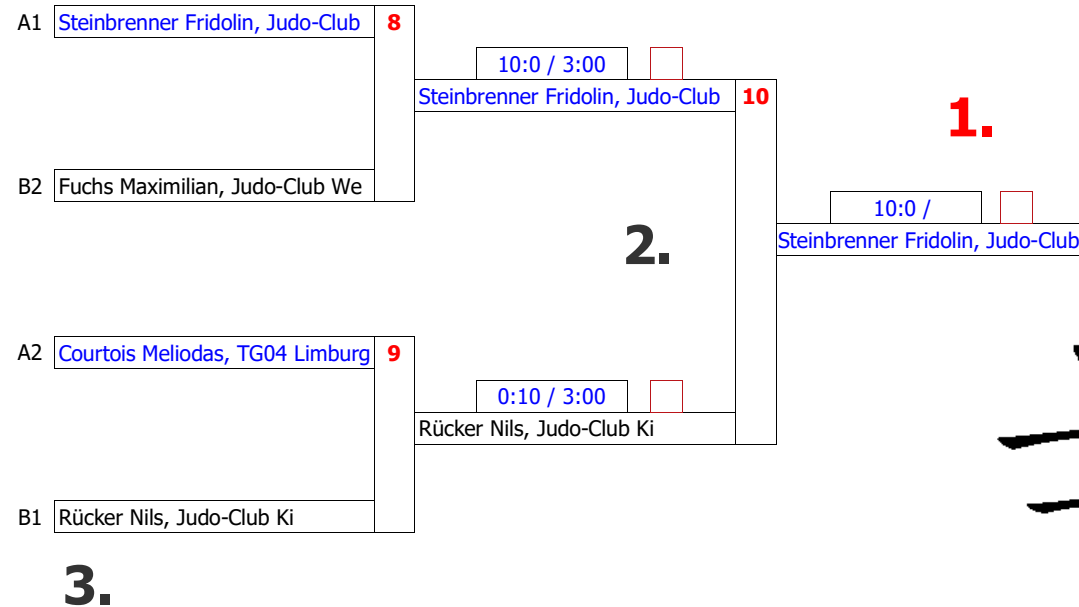 A1 Steinbrenner Fridolin, Judo-Club 8
10:0 / 3:00
Steinbrenner Fridolin, Judo-Club 10
1.
B2 Fuchs Maximilian, Judo-Club We
10:0 /
2.
Steinbrenner Fridolin, Judo-Club
A2 Courtois Meliodas, TG04 Limburg 9
0:10 / 3:00
Rücker Nils, Judo-Club Ki
B1 Rücker Nils, Judo-Club Ki
3.